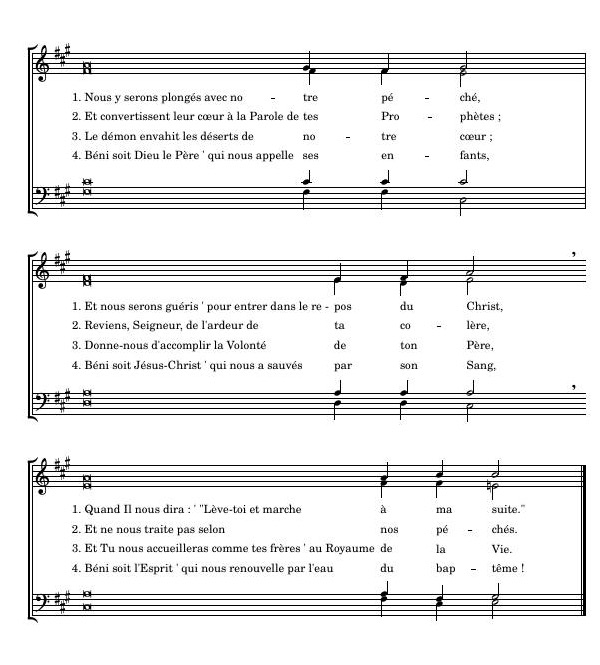 1. Nous y serons plongés avec no - tre pé - ché,
2. Et convertissent leur cœur à la Parole de tes Pro - phètes ;
3. Le démon envahit les déserts de no - tre cœur ;
4. Béni soit Dieu le Père ' qui nous appelle ses en - fants,
1. Et nous serons guéris ' pour entrer dans le re - pos du Christ,
2. Reviens, Seigneur, de l'ardeur de ta co - lère,
3. Donne-nous d'accomplir la Volonté de ton Père,
4. Béni soit Jésus-Christ ' qui nous a sauvés par son Sang,
1. Quand Il nous dira : ' "Lève-toi et marche à ma suite."
2. Et ne nous traite pas selon nos pé - chés.
3. Et Tu nous accueilleras comme tes frères ' au Royaume de la Vie.
4. Béni soit l'Esprit ' qui nous renouvelle par l'eau du bap - tême !